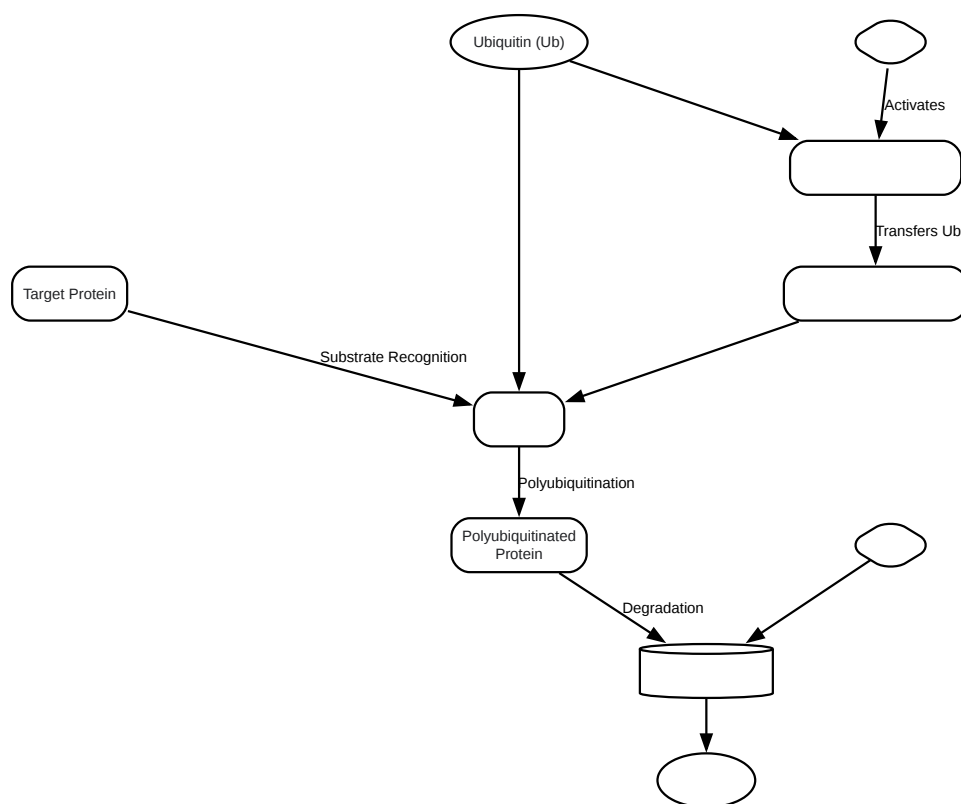 Ubiquitin (Ub)
Activates
Transfers Ub
Target Protein
Substrate Recognition
Polyubiquitination
Polyubiquitinated
Protein
Degradation